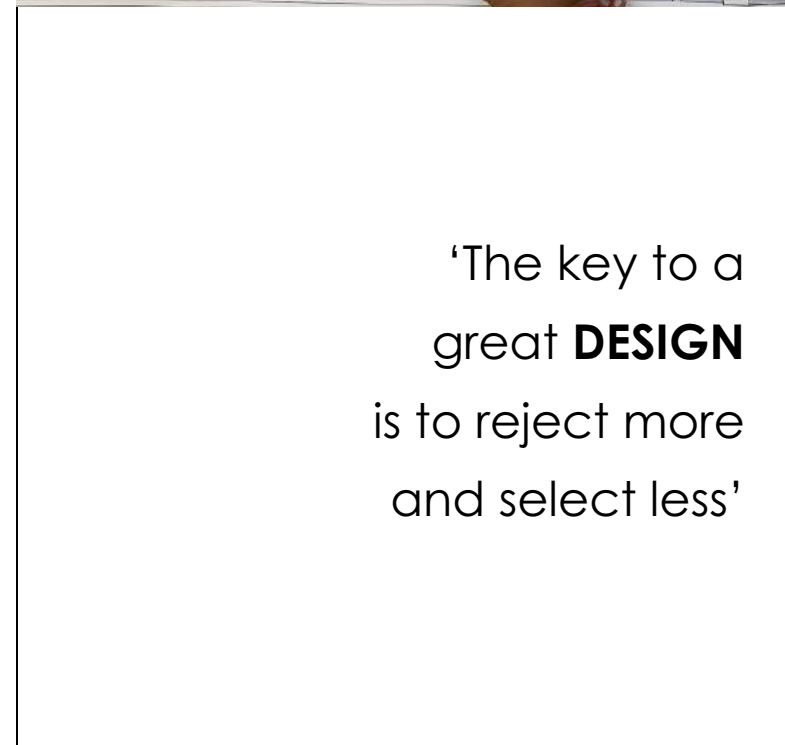 ‘The key to a
great DESIGN
is to reject more
and select less’